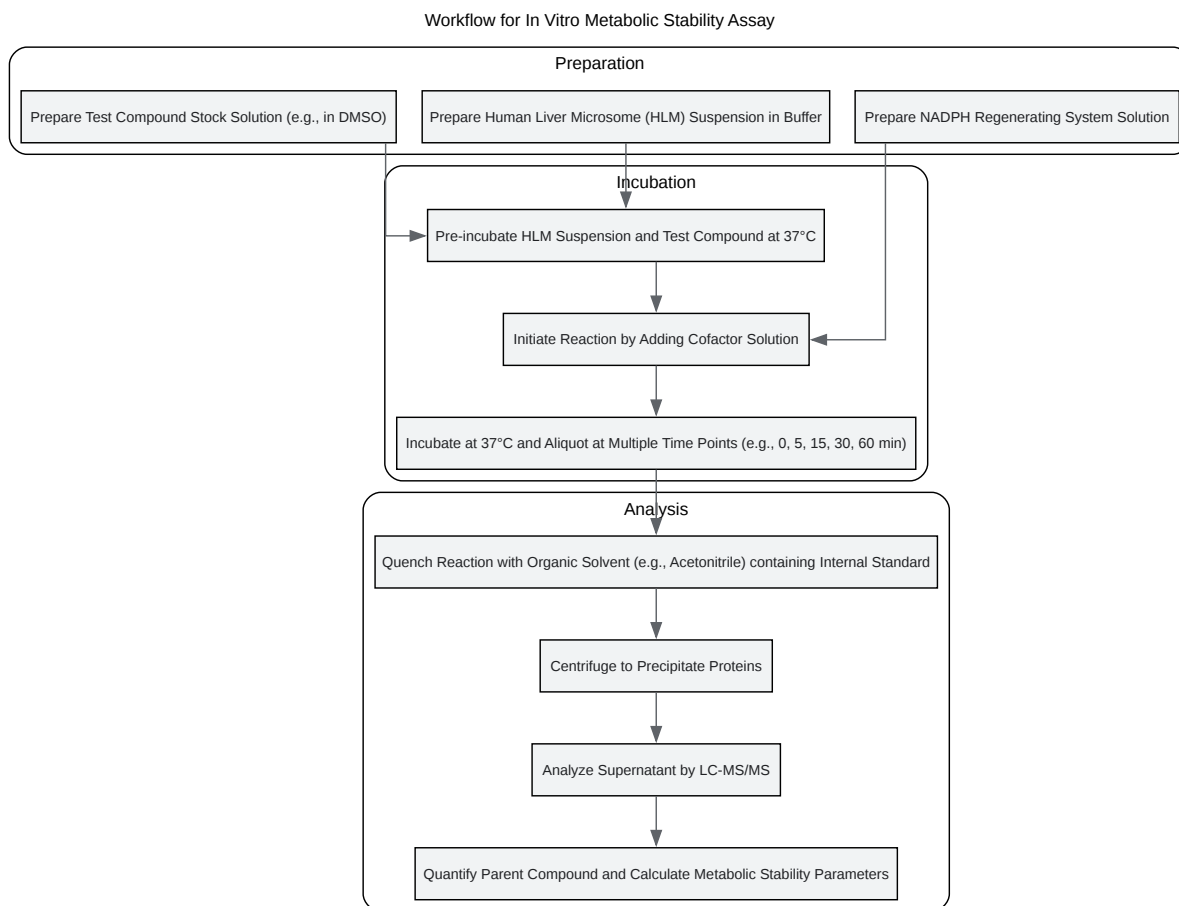 Workflow for In Vitro Metabolic Stability Assay
Preparation
Prepare Test Compound Stock Solution (e.g., in DMSO)
Prepare Human Liver Microsome (HLM) Suspension in Buffer
Prepare NADPH Regenerating System Solution
Incubation
Pre-incubate HLM Suspension and Test Compound at 37°C
Initiate Reaction by Adding Cofactor Solution
Incubate at 37°C and Aliquot at Multiple Time Points (e.g., 0, 5, 15, 30, 60 min)
Analysis
Quench Reaction with Organic Solvent (e.g., Acetonitrile) containing Internal Standard
Centrifuge to Precipitate Proteins
Analyze Supernatant by LC-MS/MS
Quantify Parent Compound and Calculate Metabolic Stability Parameters